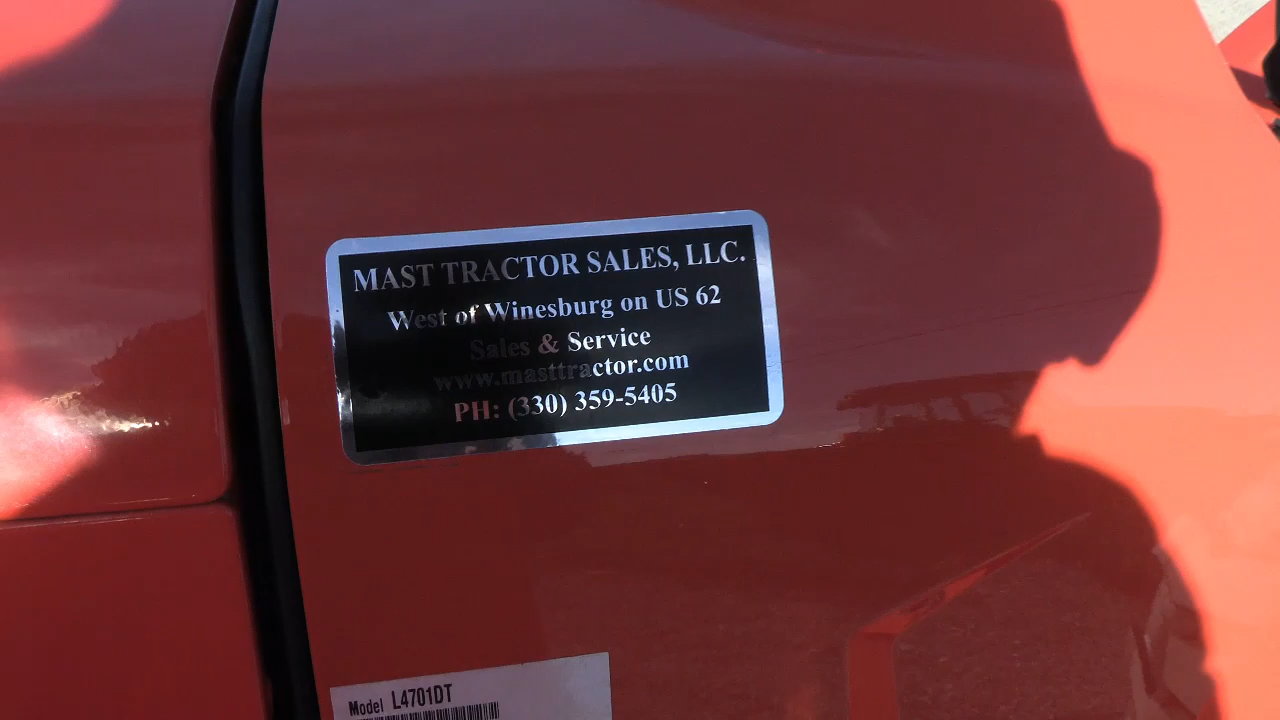 MAST TRACTOR SALES, LLC.
West of Winesburg on US 62
Sales & Service
www.masttractor.com
PH: (330) 359-5405
Model L4701DT